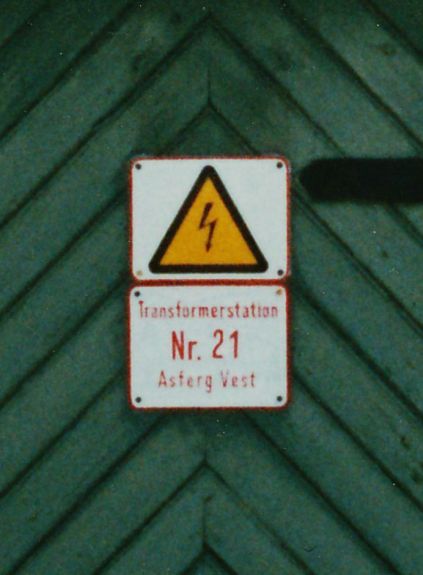 Transformerstation
Nr. 21
Asferg Vest